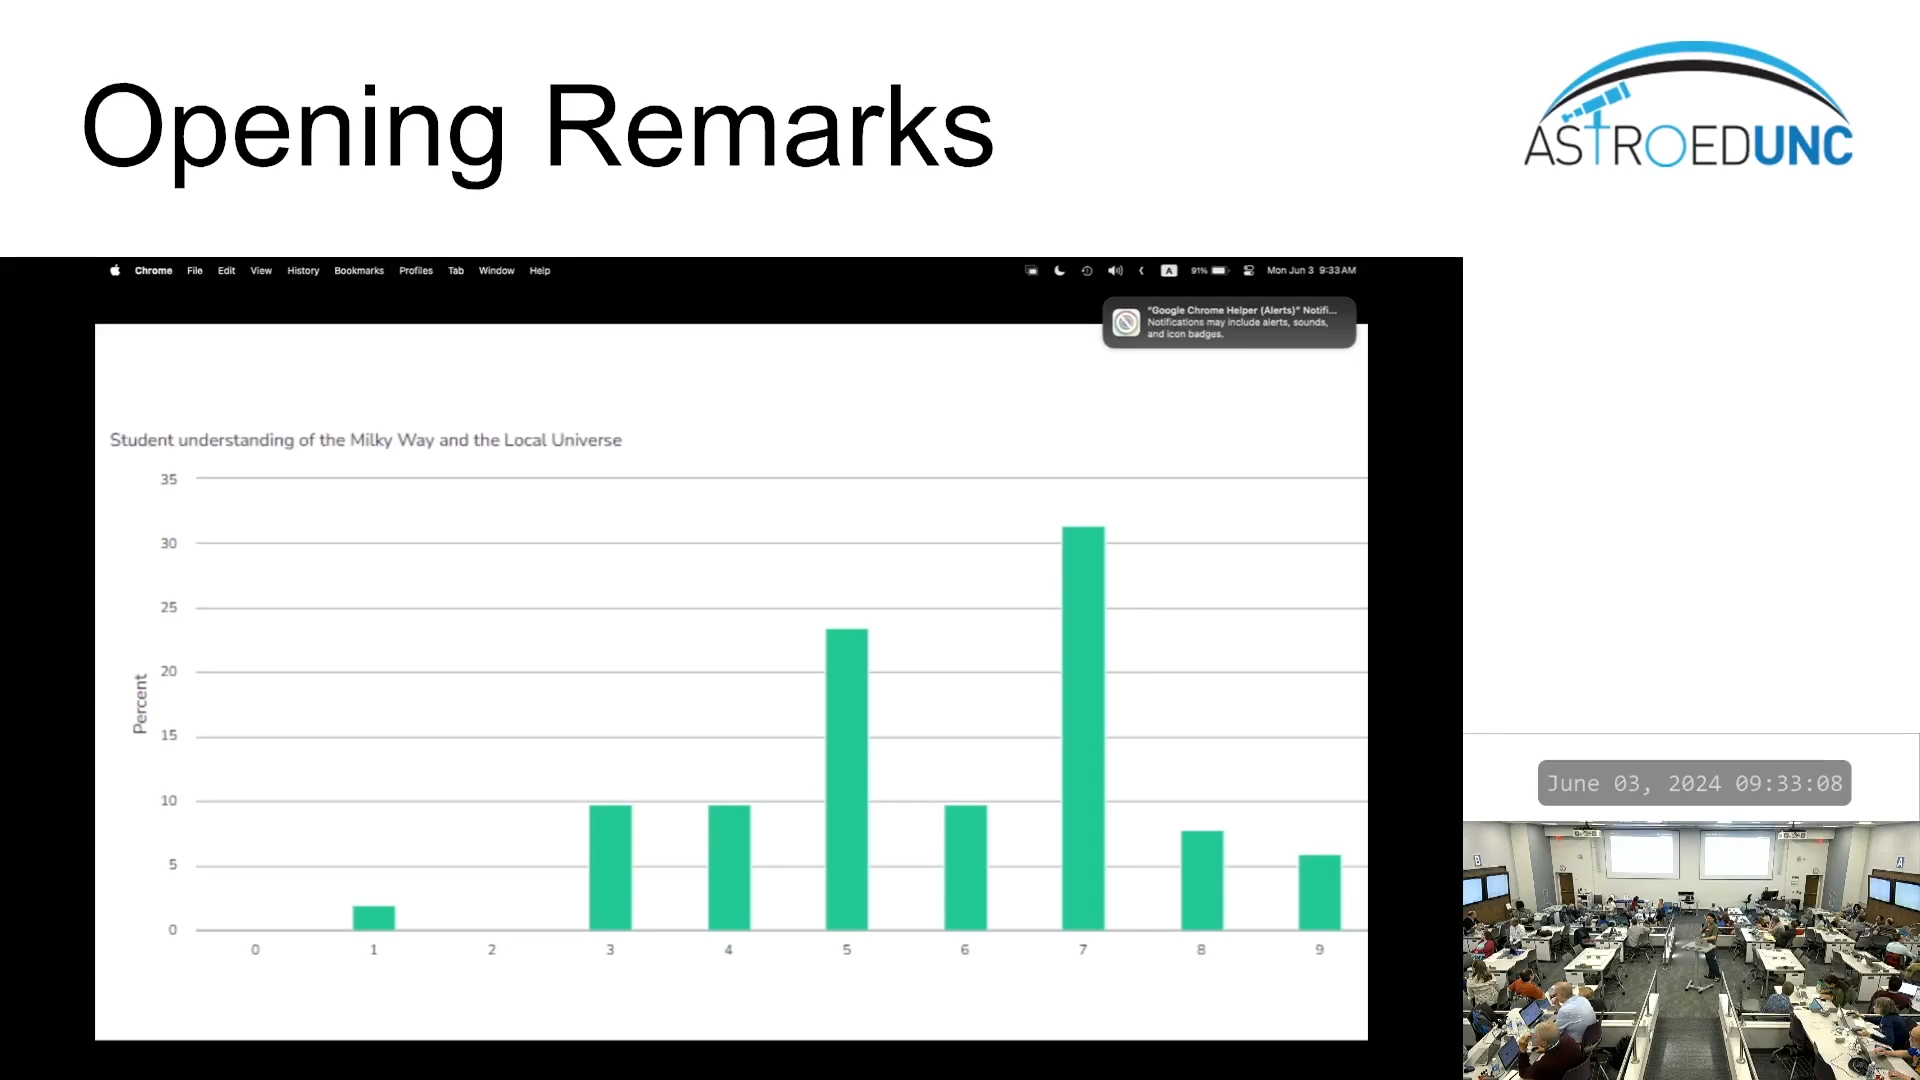 Opening Remarks
ASTROEDUNC
Chrome File Edit View History Bookmarks Profiles Tab Window Help
A 91% Mon Jun 3 9:33AM
"Google Chrome Helper (Alerts)" Notifi...
Notifications may include alerts, sounds,
and icon badges.
Student understanding of the Milky Way and the Local Universe
35
30
25
20
15
10
5
0
Percent
0 1 2 3 4 5 6 7 8 9
June 03, 2024 09:33:08
B
A